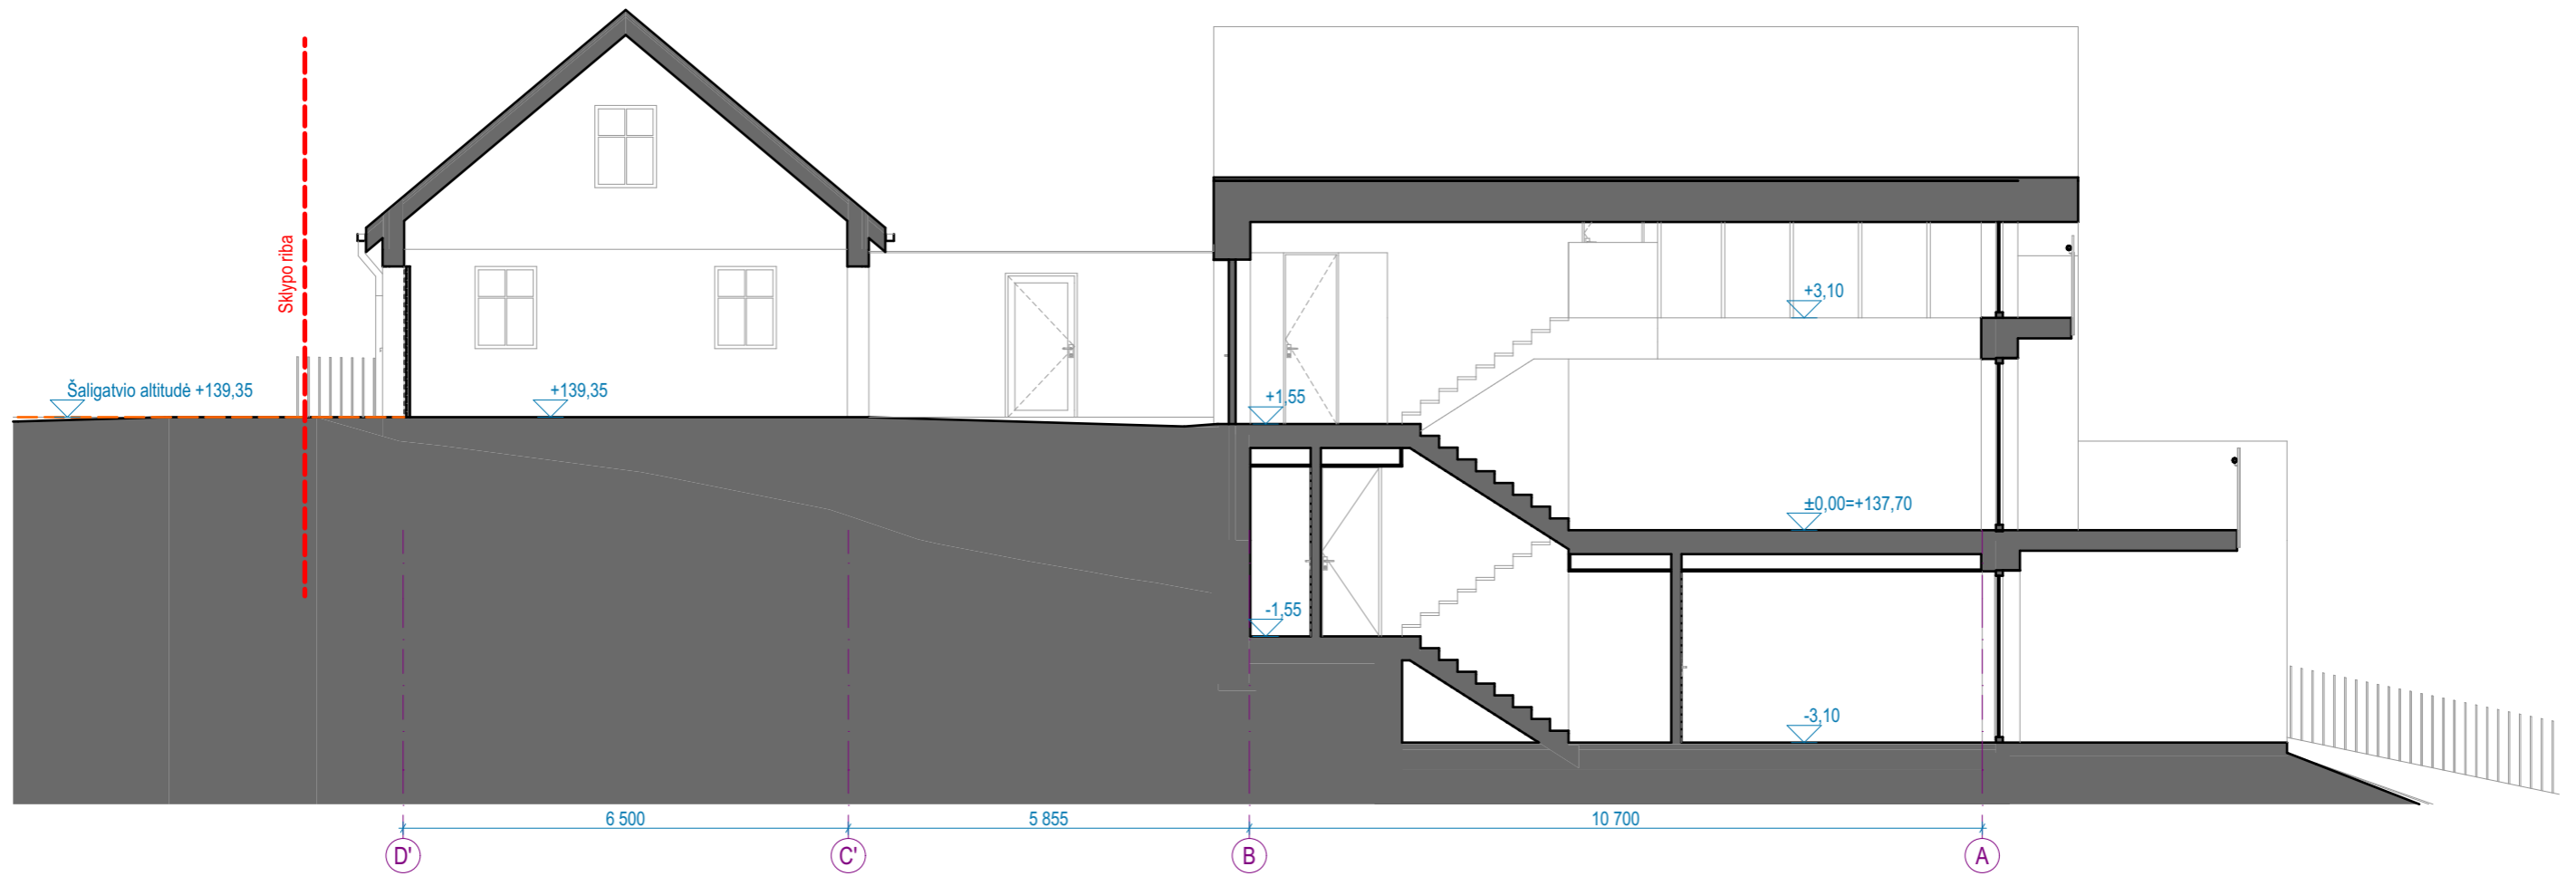 Sklypo riba
+3,10
Šaligatvio altitudė +139,35
+139,35
+1,55
±0,00=+137,70
-1,55
-3,10
6 500
5 855
10 700
D'
C'
B
A